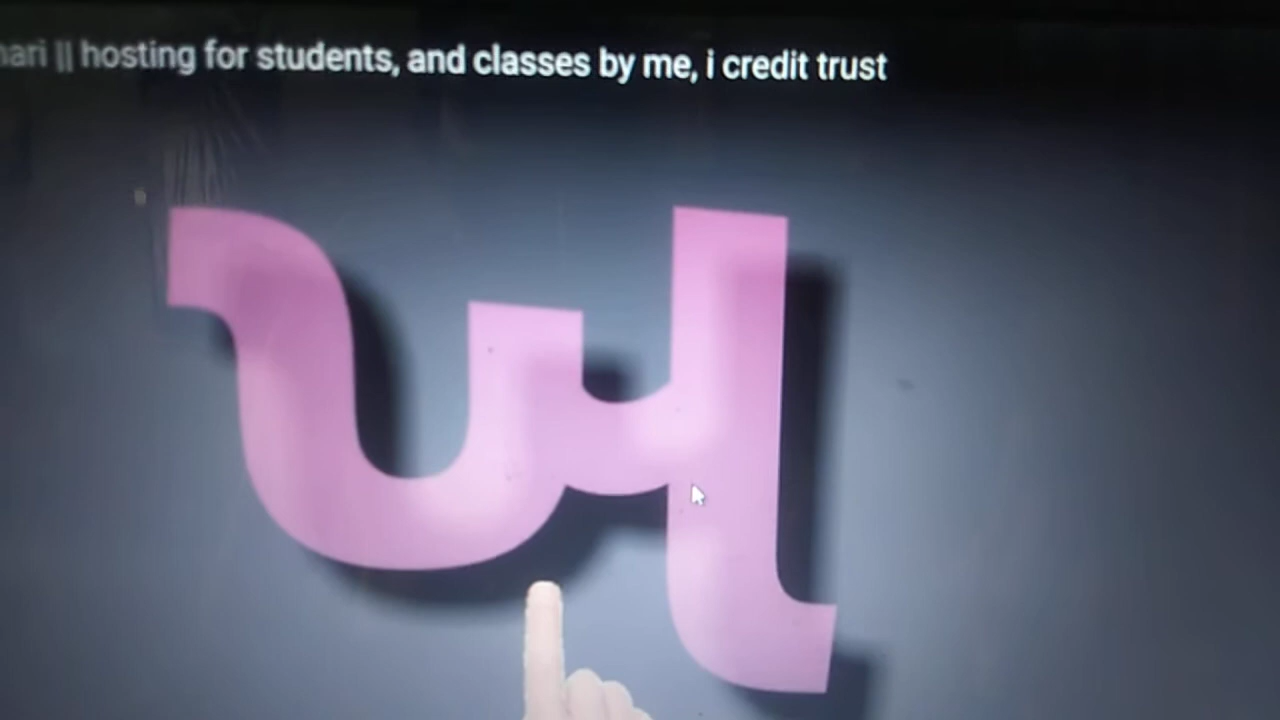 || hosting for students, and classes by me, i credit trust
ખ